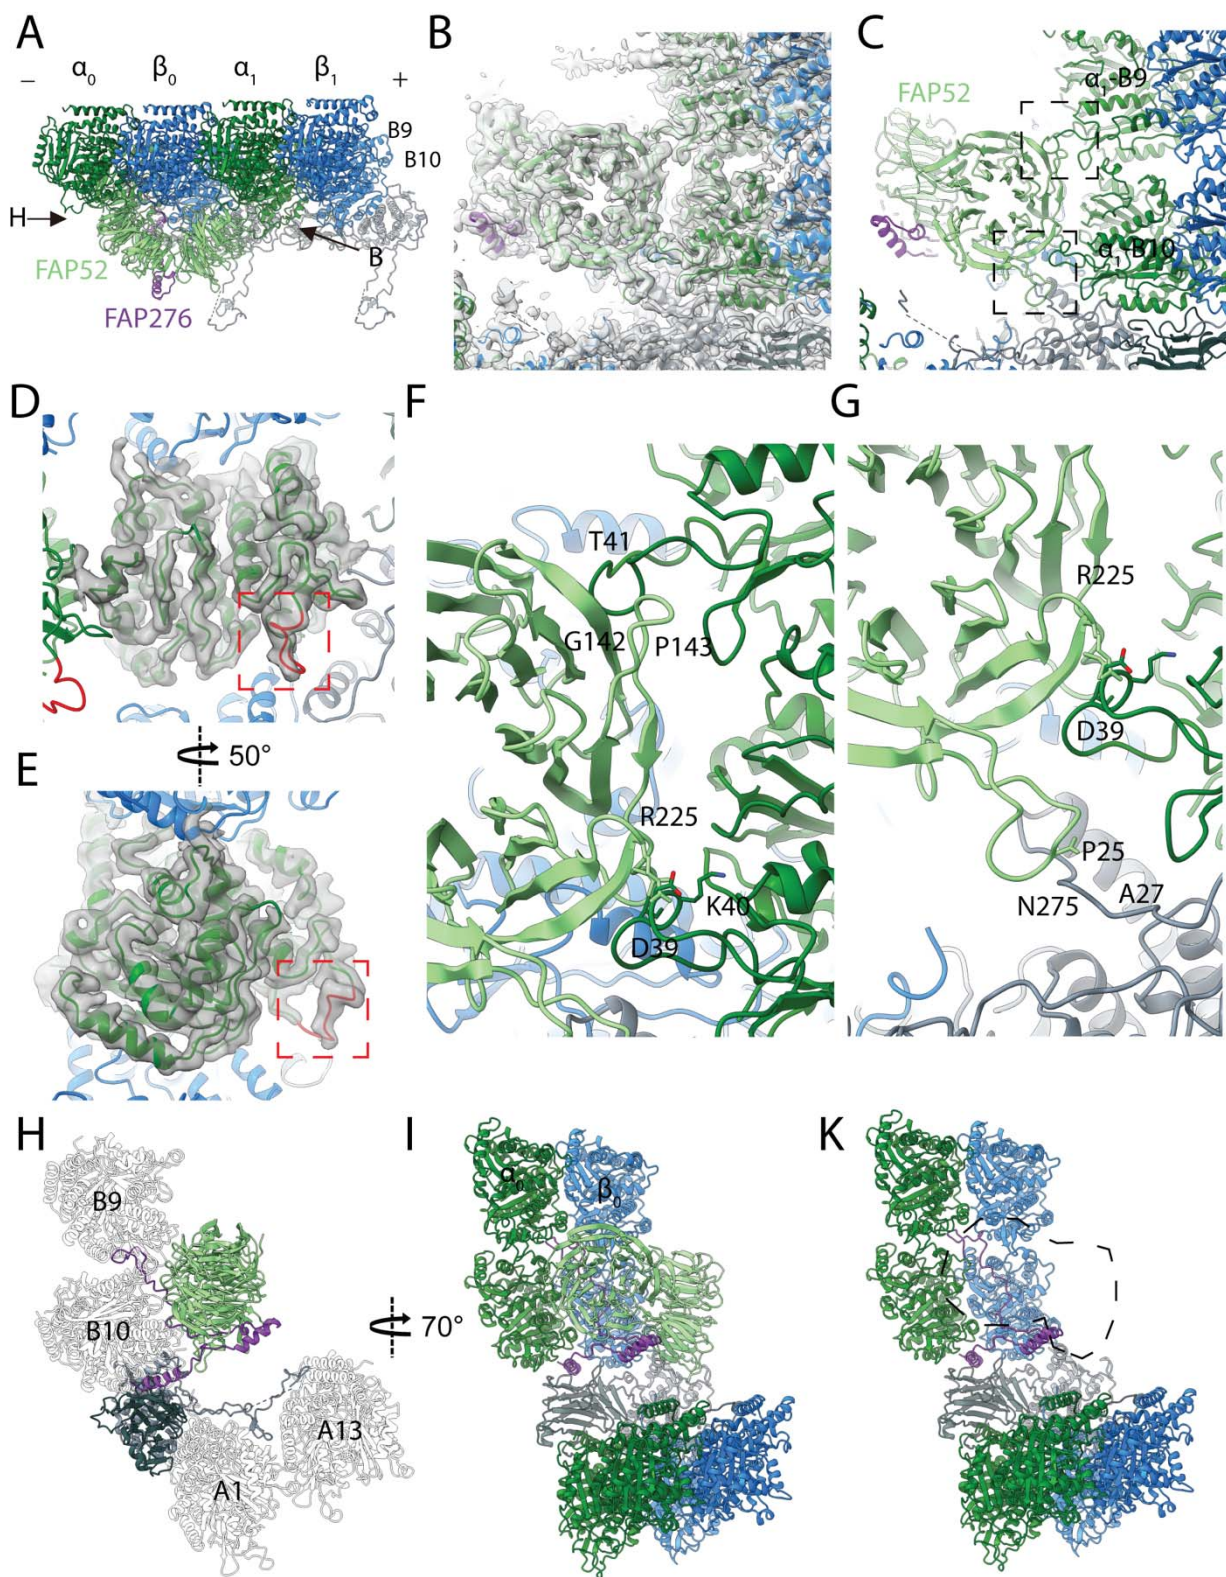 A
− α₀ β₀ α₁ β₁ +
B9
B10
H
B
FAP52
FAP276
B
C
FAP52
α₁-B9
α₁-B10
D
50°
E
F
T41
G142
P143
R225
K40
D39
G
R225
D39
P25
N275
A27
H
B9
B10
A13
A1
70°
I
α₀
β₀
K